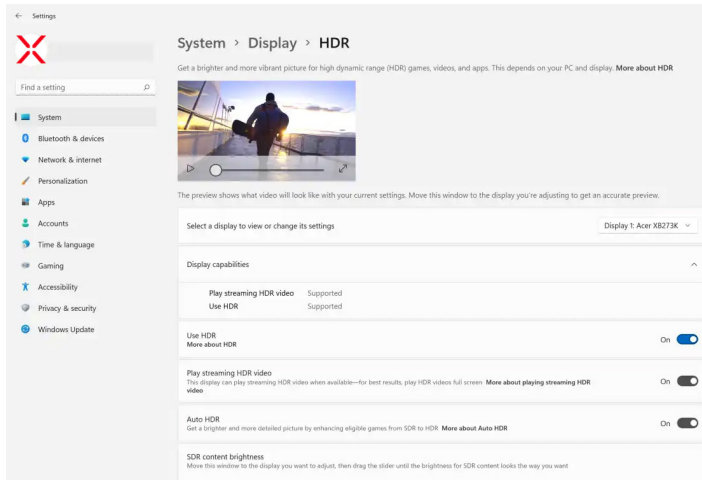 Settings
System > Display > HDR
Get a brighter and more vibrant picture for high dynamic range (HDR) games, videos, and apps. This depends on your PC and display. More about HDR
Find a setting
System
Bluetooth & devices
Network & internet
Personalization
Apps
Accounts
Time & language
Gaming
Accessibility
Privacy & security
Windows Update
The preview shows what video will look like with your current settings. Move this window to the display you're adjusting to get an accurate preview.
Select a display to view or change its settings
Display 1: Acer XB273K
Display capabilities
Play streaming HDR video Supported
Use HDR Supported
Use HDR
More about HDR
On
Play streaming HDR video
This display can play streaming HDR video when available—for best results, play HDR videos full screen More about playing streaming HDR
video
On
Auto HDR
Get a brighter and more detailed picture by enhancing eligible games from SDR to HDR More about Auto HDR
On
SDR content brightness
Move this window to the display you want to adjust, then drag the slider until the brightness for SDR content looks the way you want